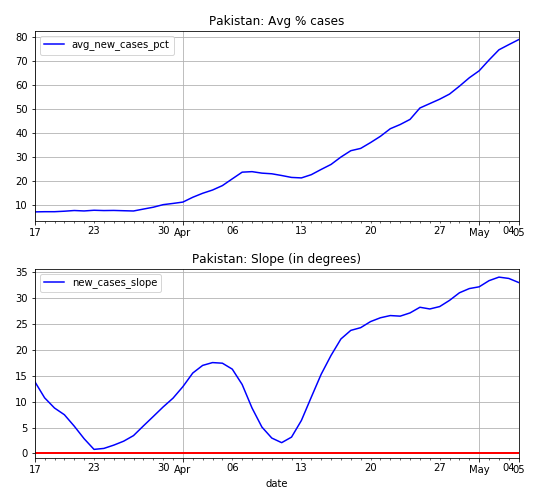 Pakistan: Avg % cases
avg_new_cases_pct
80
70
60
50
40
30
20
10
17 23 30 Apr 06 13 20 27 May 04 05
Pakistan: Slope (in degrees)
new_cases_slope
35
30
25
20
15
10
5
0
17 23 30 Apr 06 13 20 27 May 04 05
date